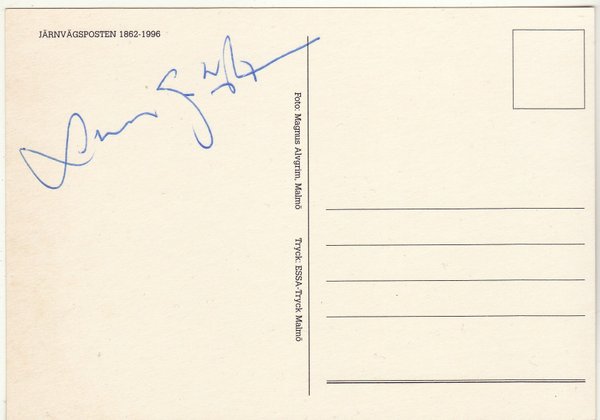 JÄRNVÄGSPOSTEN 1862-1996
Foto: Magnus Alvgrim, Malmö
Tryck: ESSA-Tryck Malmö